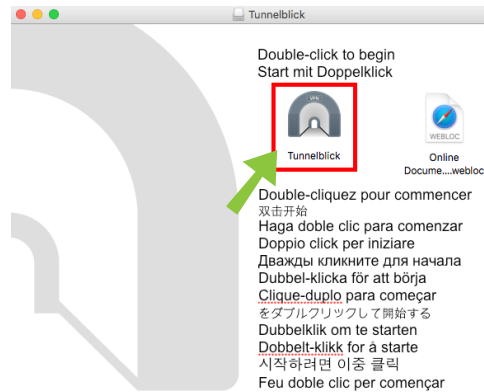 Tunnelblick
Double-click to begin
Start mit Doppelklick
VPN
WEBLOC
Tunnelblick
Online
Docume....webloc
Double-cliquez pour commencer
双击开始
Haga doble clic para comenzar
Doppio click per iniziare
Дважды кликните для начала
Dubbel-klicka för att börja
Clique-duplo para começar
をダブルクリックして開始する
Dubbelklik om te starten
Dobbelt-klikk for å starte
시작하려면 이중 클릭
Feu doble clic per començar